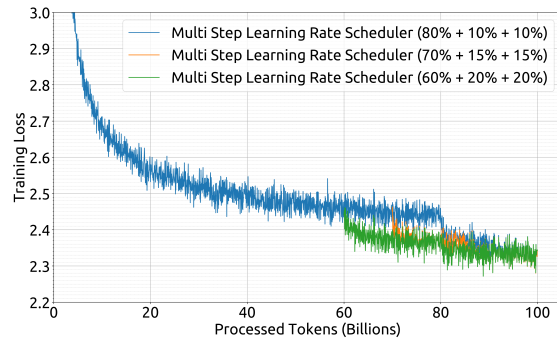 3.0
2.9
2.8
2.7
2.6
2.5
2.4
2.3
2.2
Training Loss
Multi Step Learning Rate Scheduler (80% + 10% + 10%)
Multi Step Learning Rate Scheduler (70% + 15% + 15%)
Multi Step Learning Rate Scheduler (60% + 20% + 20%)
0 20 40 60 80 100
Processed Tokens (Billions)